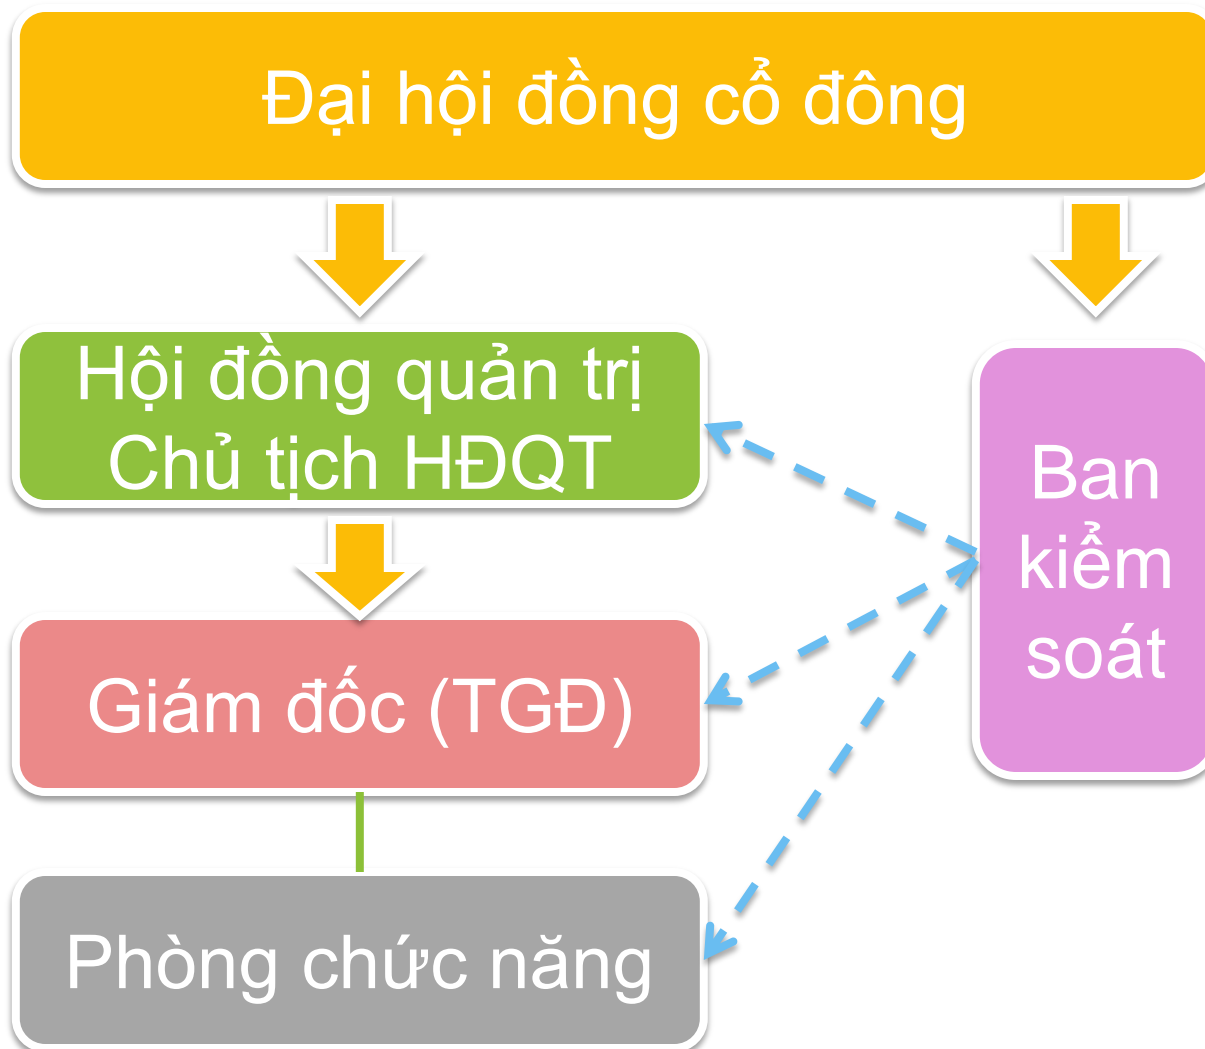 Đại hội đồng cổ đông
Hội đồng quản trị
Chủ tịch HĐQT
Ban
kiểm
soát
Giám đốc (TGĐ)
Phòng chức năng